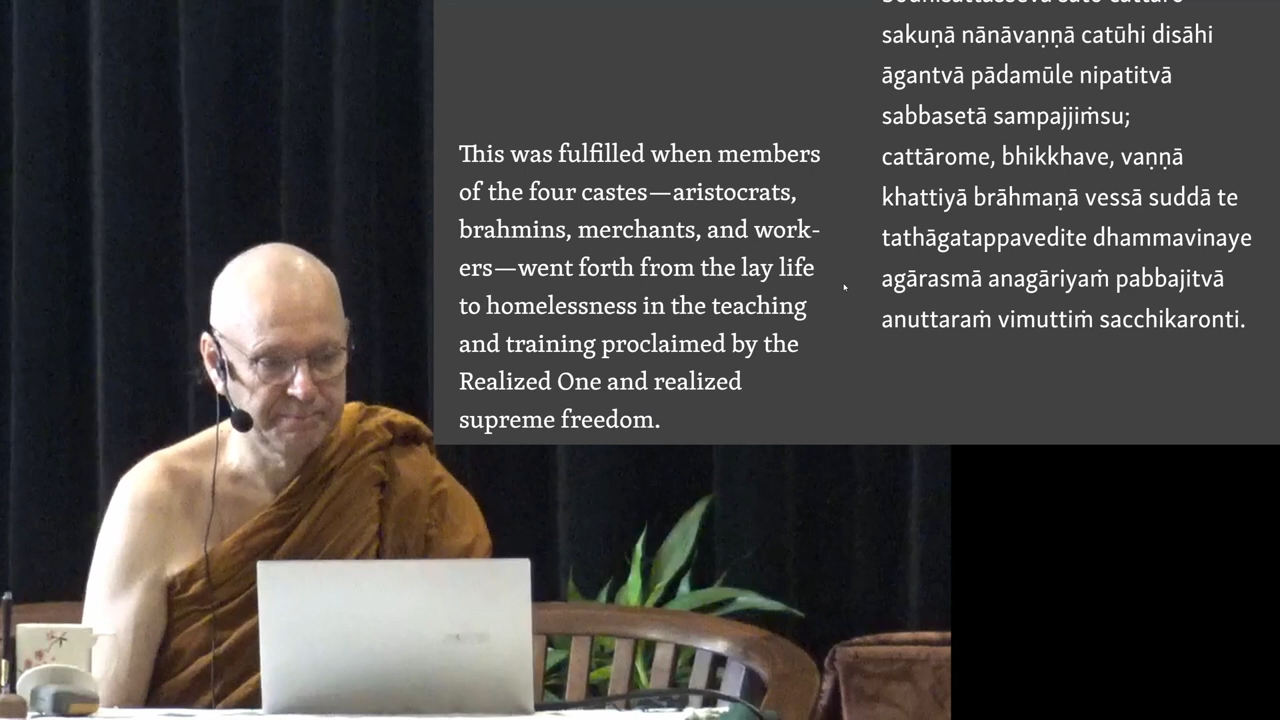 This was fulfilled when members
of the four castes—aristocrats,
brahmins, merchants, and work-
ers—went forth from the lay life
to homelessness in the teaching
and training proclaimed by the
Realized One and realized
supreme freedom.
sakuṇā nānāvaṇṇā catūhi disāhi
āgantvā pādamūle nipatitvā
sabbasetā sampajjiṁsu;
cattārome, bhikkhave, vaṇṇā
khattiyā brāhmaṇā vessā suddā te
tathāgatappavedite dhammavinaye
agārasmā anagāriyaṁ pabbajitvā
anuttaraṁ vimuttiṁ sacchikaronti.